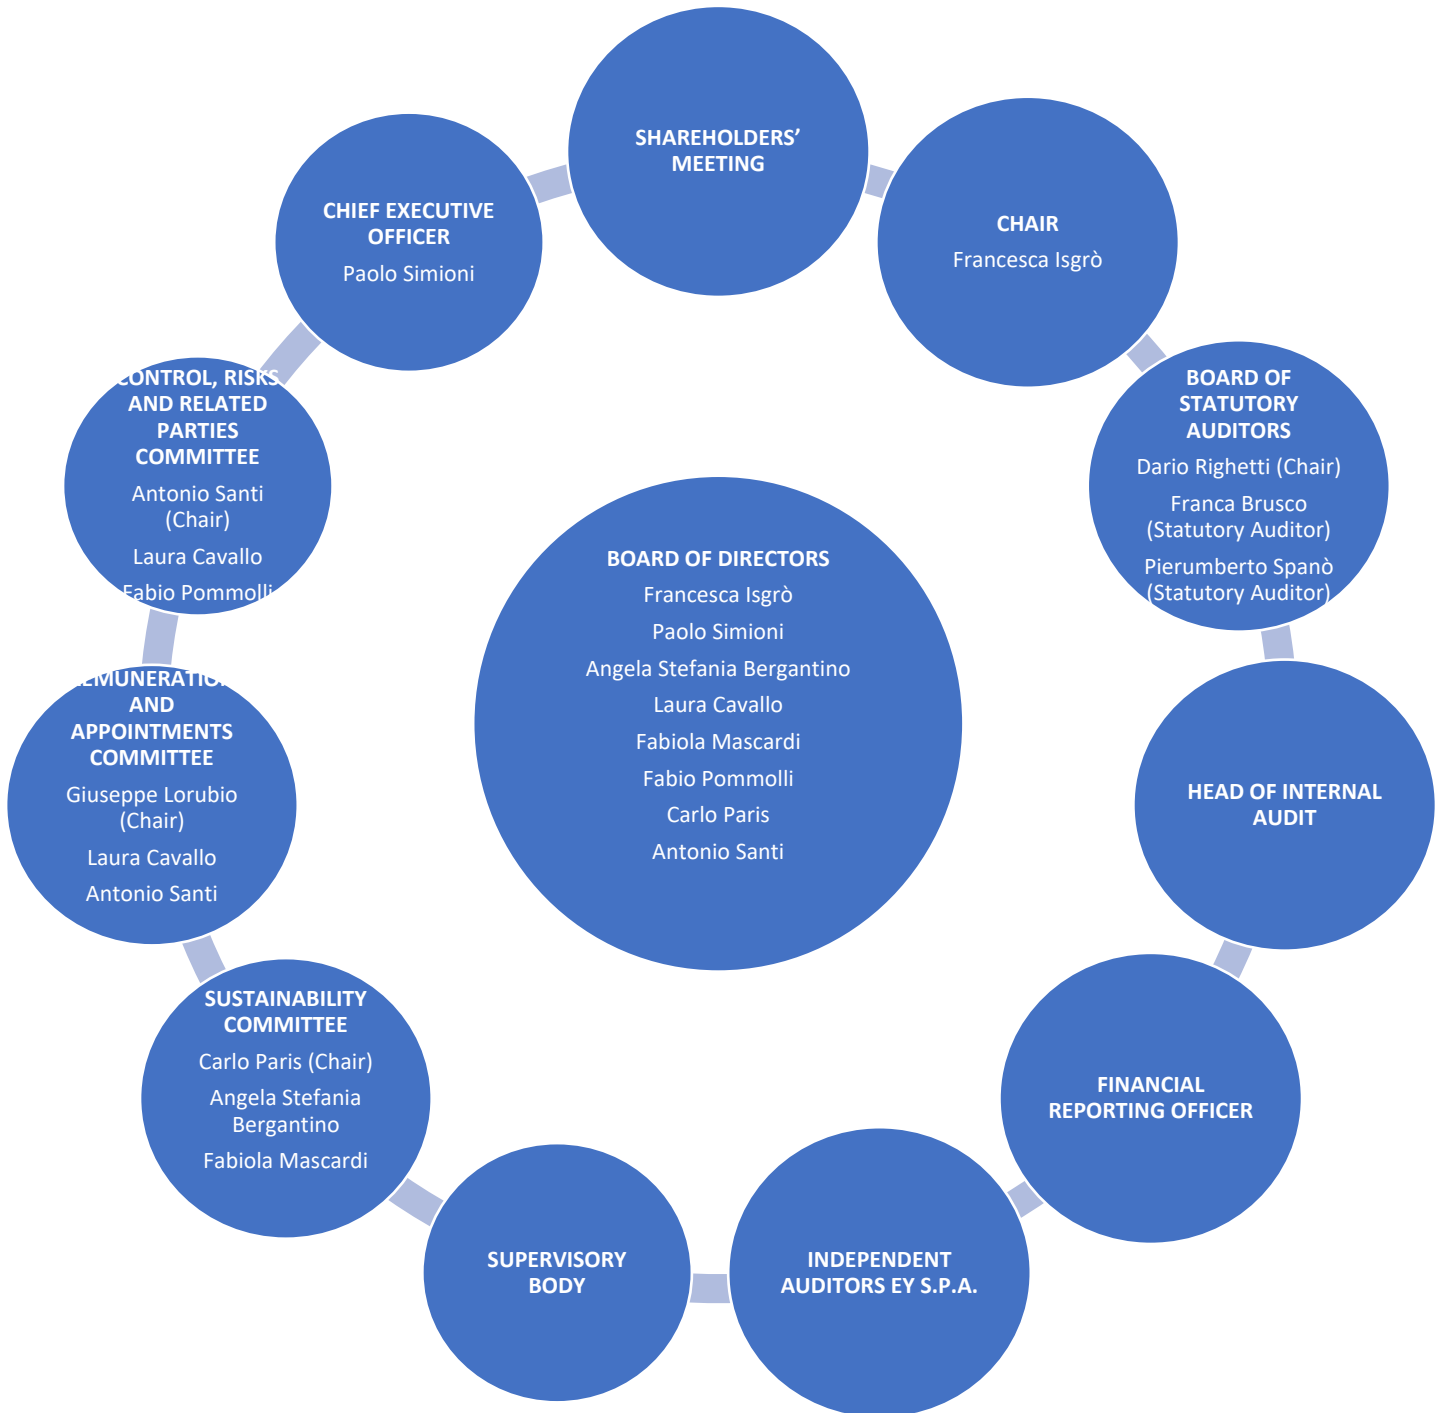 SHAREHOLDERS'
MEETING
CHAIR
Francesca Isgrò
BOARD OF
STATUTORY
AUDITORS
Dario Righetti (Chair)
Franca Brusco
(Statutory Auditor)
Pierumberto Spanò
(Statutory Auditor)
HEAD OF INTERNAL
AUDIT
FINANCIAL
REPORTING OFFICER
INDEPENDENT
AUDITORS EY S.P.A.
SUPERVISORY
BODY
SUSTAINABILITY
COMMITTEE
Carlo Paris (Chair)
Angela Stefania
Bergantino
Fabiola Mascardi
REMUNERATION
AND
APPOINTMENTS
COMMITTEE
Giuseppe Lorubio
(Chair)
Laura Cavallo
Antonio Santi
CONTROL, RISKS
AND RELATED
PARTIES
COMMITTEE
Antonio Santi
(Chair)
Laura Cavallo
Fabio Pommolli
CHIEF EXECUTIVE
OFFICER
Paolo Simioni
BOARD OF DIRECTORS
Francesca Isgrò
Paolo Simioni
Angela Stefania Bergantino
Laura Cavallo
Fabiola Mascardi
Fabio Pommolli
Carlo Paris
Antonio Santi